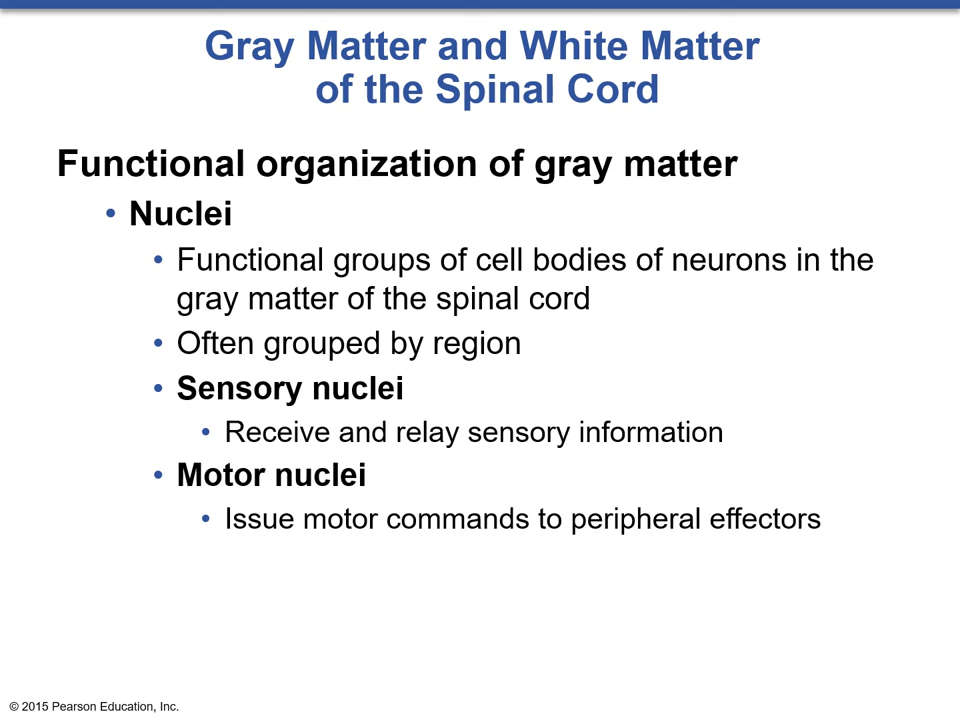 Gray Matter and White Matter
of the Spinal Cord
Functional organization of gray matter
• Nuclei
• Functional groups of cell bodies of neurons in the
gray matter of the spinal cord
• Often grouped by region
• Sensory nuclei
• Receive and relay sensory information
• Motor nuclei
• Issue motor commands to peripheral effectors
© 2015 Pearson Education, Inc.